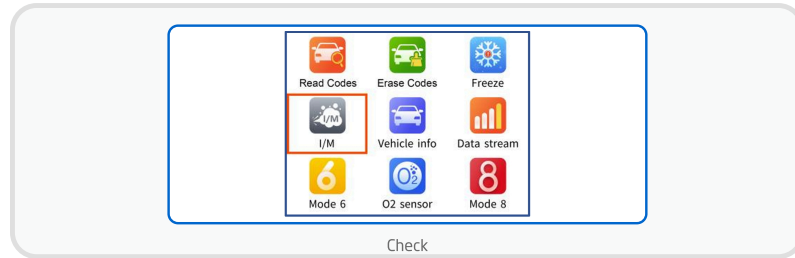 Read Codes Erase Codes Freeze
I/M
I/M Vehicle info Data stream
6 O2 8
Mode 6 O2 sensor Mode 8
Check